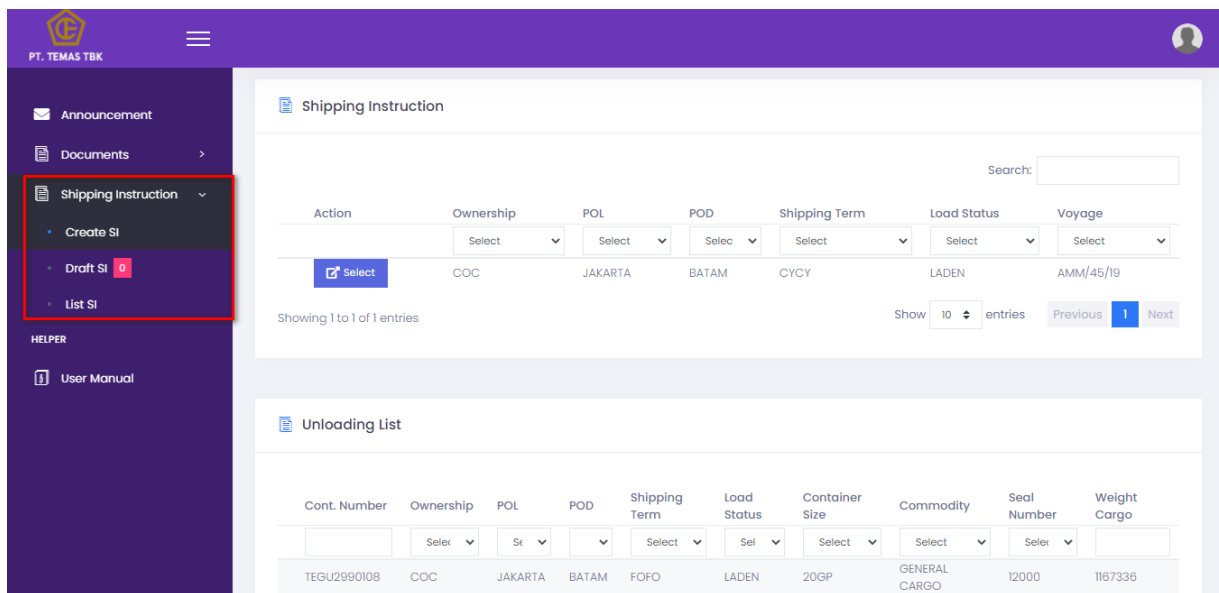 PT. TEMAS TBK
Announcement
Documents
Shipping Instruction
Create SI
Draft SI 0
List SI
HELPER
User Manual
Shipping Instruction
Search:
Action Ownership POL POD Shipping Term Load Status Voyage
Select Select Selec Select Select Select
Select COC JAKARTA BATAM CYCY LADEN AMM/45/19
Showing 1 to 1 of 1 entries
Show 10 entries Previous 1 Next
Unloading List
Cont. Number Ownership POL POD Shipping Term Load Status Container Size Commodity Seal Number Weight Cargo
Selec Se Select Sel Select Select Selec
TEGU2990108 COC JAKARTA BATAM FOFO LADEN 20GP GENERAL CARGO 12000 1167336